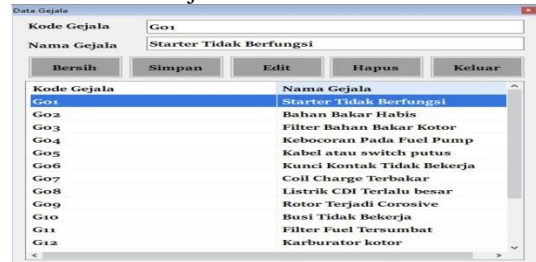 Data Gejala
Kode Gejala G01
Nama Gejala Starter Tidak Berfungsi
Bersih Simpan Edit Hapus Keluar
Kode Gejala Nama Gejala
G01 Starter Tidak Berfungsi
G02 Bahan Bakar Habis
G03 Filter Bahan Bakar Kotor
G04 Kebocoran Pada Fuel Pump
G05 Kabel atau switch putus
G06 Kunci Kontak Tidak Bekerja
G07 Coil Charge Terbakar
G08 Listrik CDI Terlalu besar
G09 Rotor Terjadi Corosive
G10 Busi Tidak Bekerja
G11 Filter Fuel Tersumbat
G12 Karburator kotor